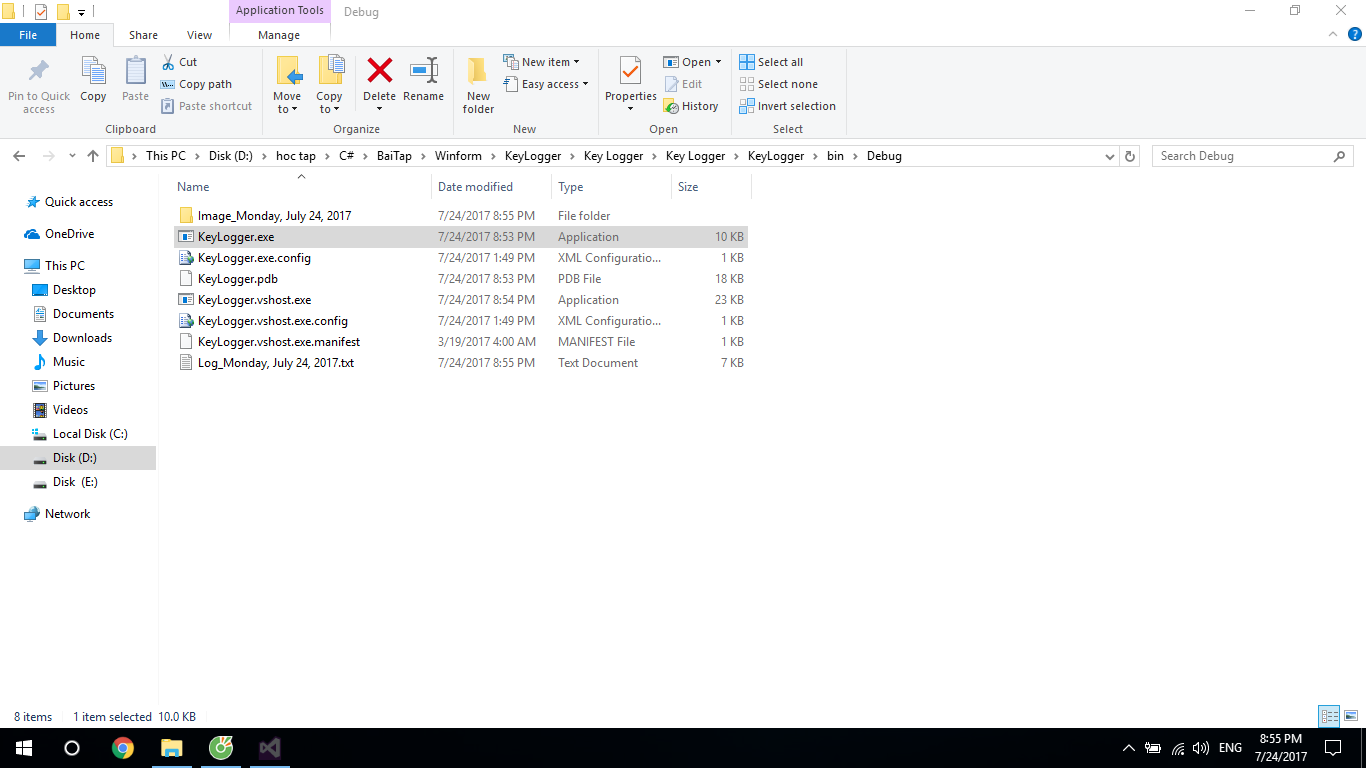 Application Tools Debug
File Home Share View Manage
Pin to Quick access
Copy
Paste
Cut
Copy path
Paste shortcut
Clipboard
Move to
Copy to
Delete
Rename
Organize
New folder
New item
Easy access
New
Properties
Open
Edit
History
Open
Select all
Select none
Invert selection
Select
This PC Disk (D:) hoc tap C# BaiTap Winform KeyLogger Key Logger Key Logger KeyLogger bin Debug
Search Debug
Quick access
OneDrive
This PC
Desktop
Documents
Downloads
Music
Pictures
Videos
Local Disk (C:)
Disk (D:)
Disk (E:)
Network
Name Date modified Type Size
Image_Monday, July 24, 2017 7/24/2017 8:55 PM File folder
KeyLogger.exe 7/24/2017 8:53 PM Application 10 KB
KeyLogger.exe.config 7/24/2017 1:49 PM XML Configuratio... 1 KB
KeyLogger.pdb 7/24/2017 8:53 PM PDB File 18 KB
KeyLogger.vshost.exe 7/24/2017 8:54 PM Application 23 KB
KeyLogger.vshost.exe.config 7/24/2017 1:49 PM XML Configuratio... 1 KB
KeyLogger.vshost.exe.manifest 3/19/2017 4:00 AM MANIFEST File 1 KB
Log_Monday, July 24, 2017.txt 7/24/2017 8:55 PM Text Document 7 KB
8 items 1 item selected 10.0 KB
ENG
8:55 PM
7/24/2017